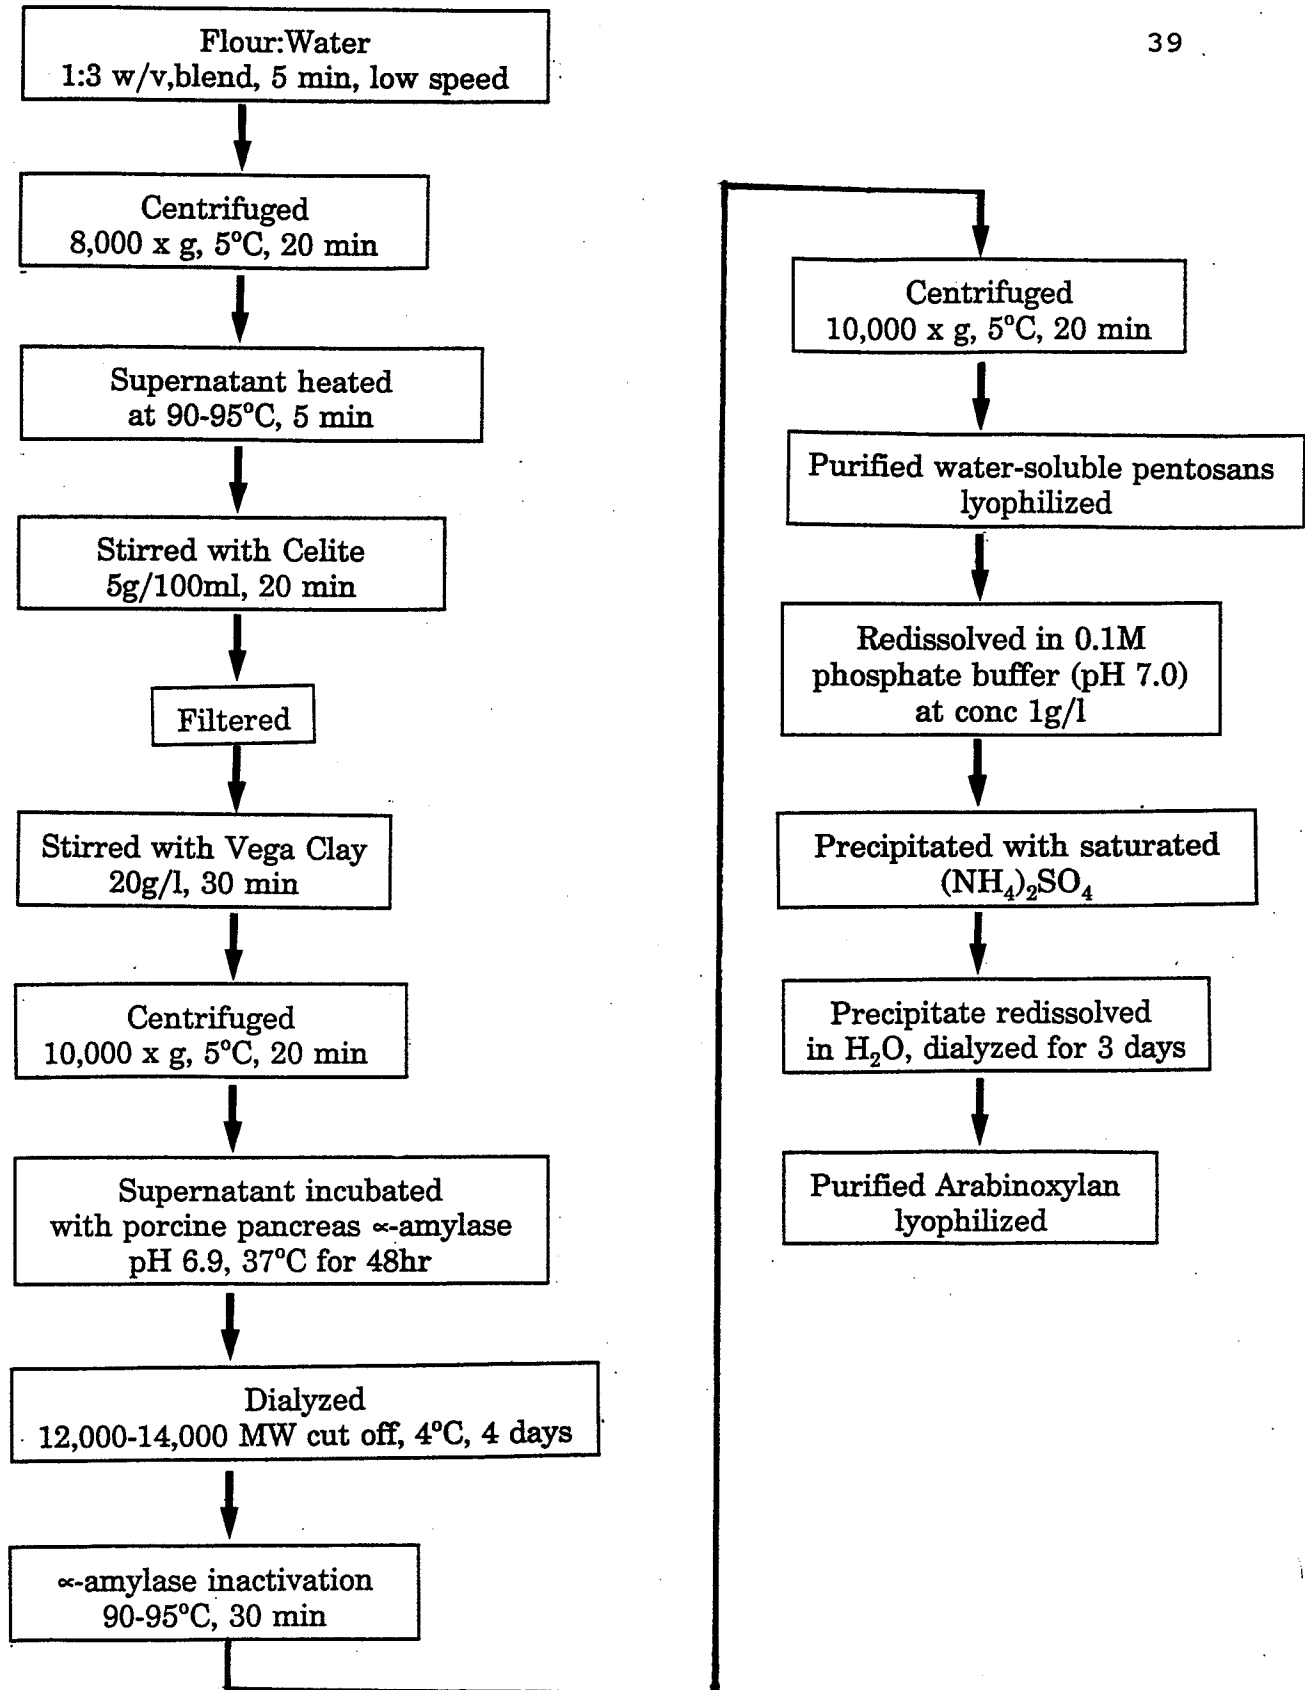 39
Flour:Water
1:3 w/v,blend, 5 min, low speed
Centrifuged
8,000 x g, 5°C, 20 min
Supernatant heated
at 90-95°C, 5 min
Stirred with Celite
5g/100ml, 20 min
Filtered
Stirred with Vega Clay
20g/l, 30 min
Centrifuged
10,000 x g, 5°C, 20 min
Supernatant incubated
with porcine pancreas ∝-amylase
pH 6.9, 37°C for 48hr
Dialyzed
12,000-14,000 MW cut off, 4°C, 4 days
∝-amylase inactivation
90-95°C, 30 min
Centrifuged
10,000 x g, 5°C, 20 min
Purified water-soluble pentosans
lyophilized
Redissolved in 0.1M
phosphate buffer (pH 7.0)
at conc 1g/l
Precipitated with saturated
(NH₄)₂SO₄
Precipitate redissolved
in H₂O, dialyzed for 3 days
Purified Arabinoxylan
lyophilized